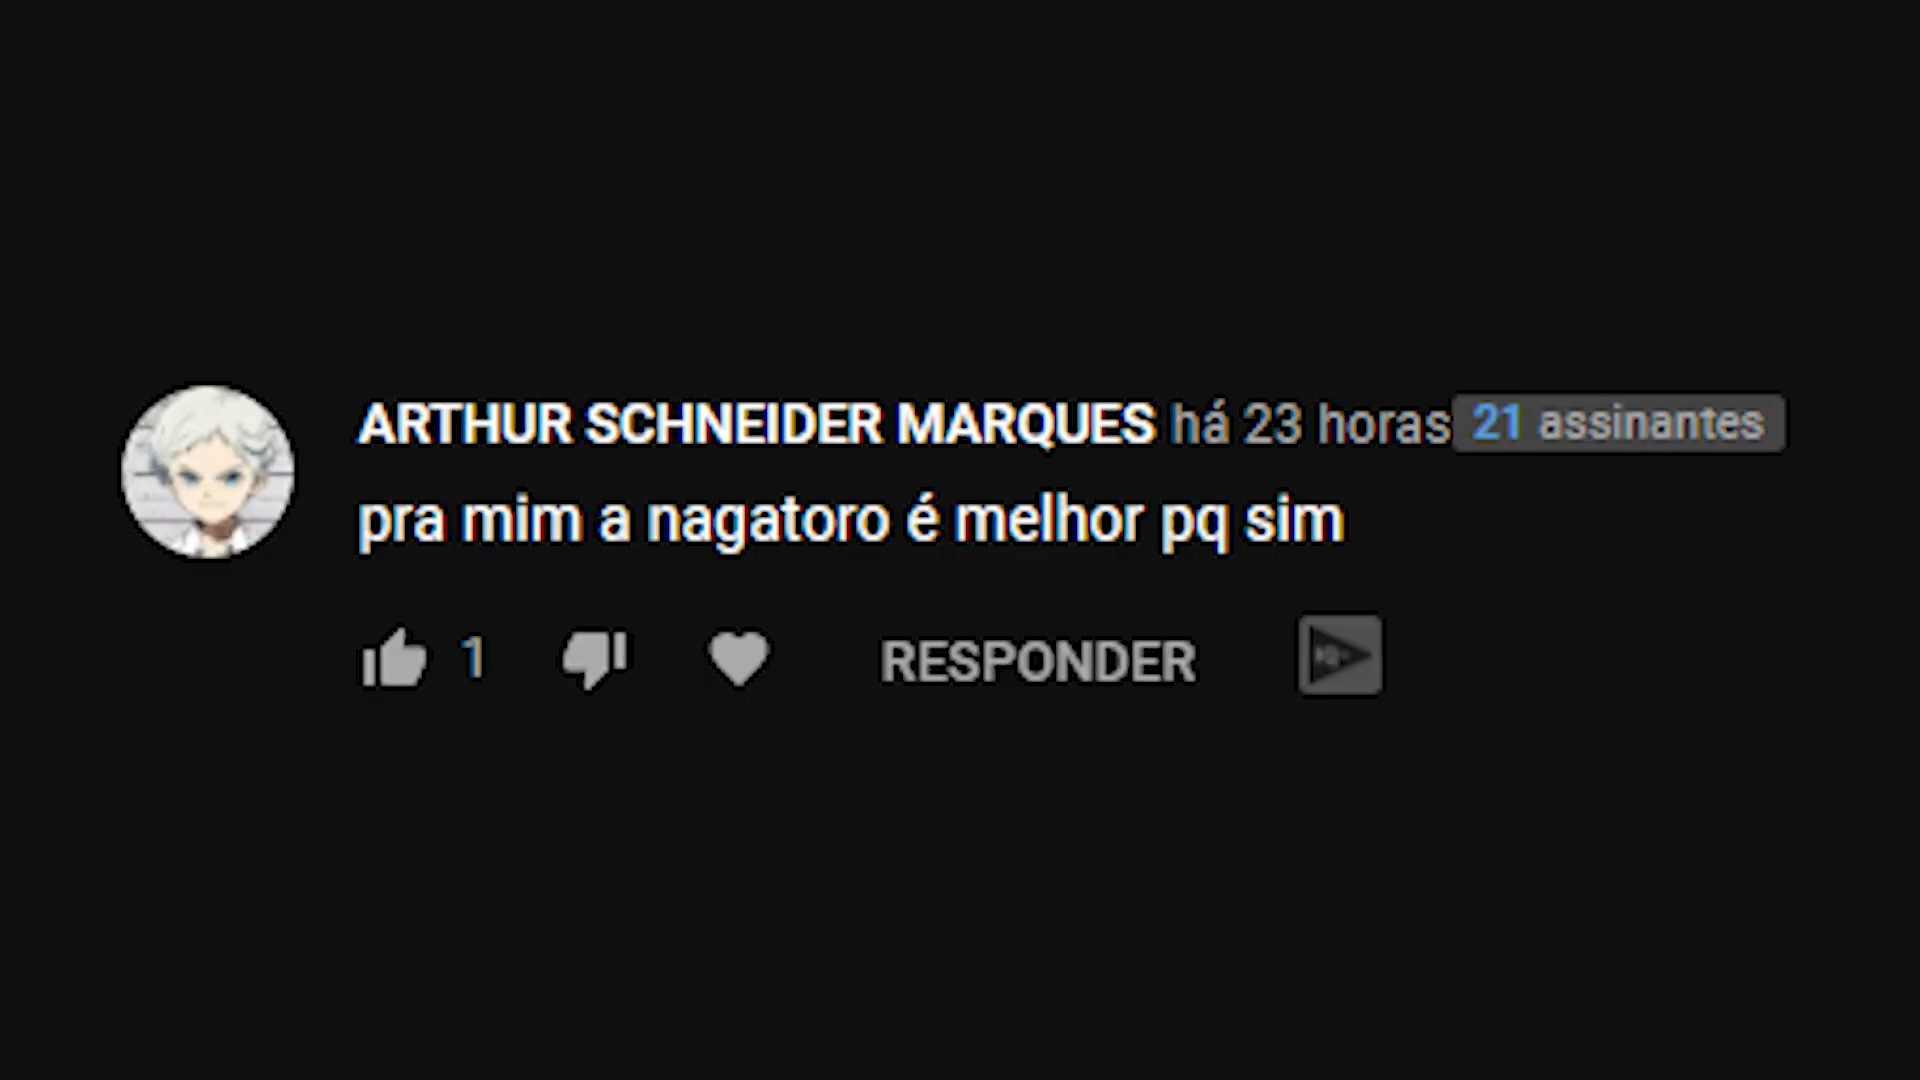 ARTHUR SCHNEIDER MARQUES há 23 horas 21 assinantes
pra mim a nagatoro é melhor pq sim
1 RESPONDER